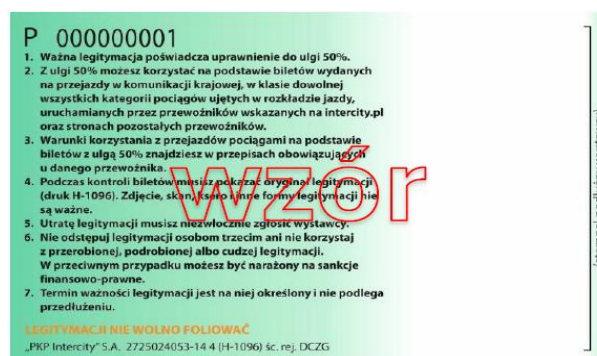 P 000000001
1. Ważna legitymacja poświadcza uprawnienie do ulgi 50%.
2. Z ulgi 50% możesz korzystać na podstawie biletów wydanych
na przejazdy w komunikacji krajowej, w klasie dowolnej
wszystkich kategorii pociągów ujętych w rozkładzie jazdy,
uruchamianych przez przewoźników wskazanych na intercity.pl
oraz stronach pozostałych przewoźników.
3. Warunki korzystania z przejazdów pociągami na podstawie
biletów z ulgą 50% znajdziesz w przepisach obowiązujących
u danego przewoźnika.
4. Podczas kontroli biletów musisz pokazać oryginał legitymacji
(druk H-1096). Zdjęcie, skan, ksero i inne formy legitymacji nie
są ważne.
5. Utratę legitymacji musisz niezwłocznie zgłosić wystawcy.
6. Nie odstępuj legitymacji osobom trzecim ani nie korzystaj
z przerobionej, podrobionej albo cudzej legitymacji.
W przeciwnym przypadku możesz być narażony na sankcje
finansowo-prawne.
7. Termin ważności legitymacji jest na niej określony i nie podlega
przedłużeniu.
LEGITYMACJI NIE WOLNO FOLIOWAĆ
„PKP Intercity" S.A. 2725024053-14 4 (H-1096) śc. rej. DCZG
wzór